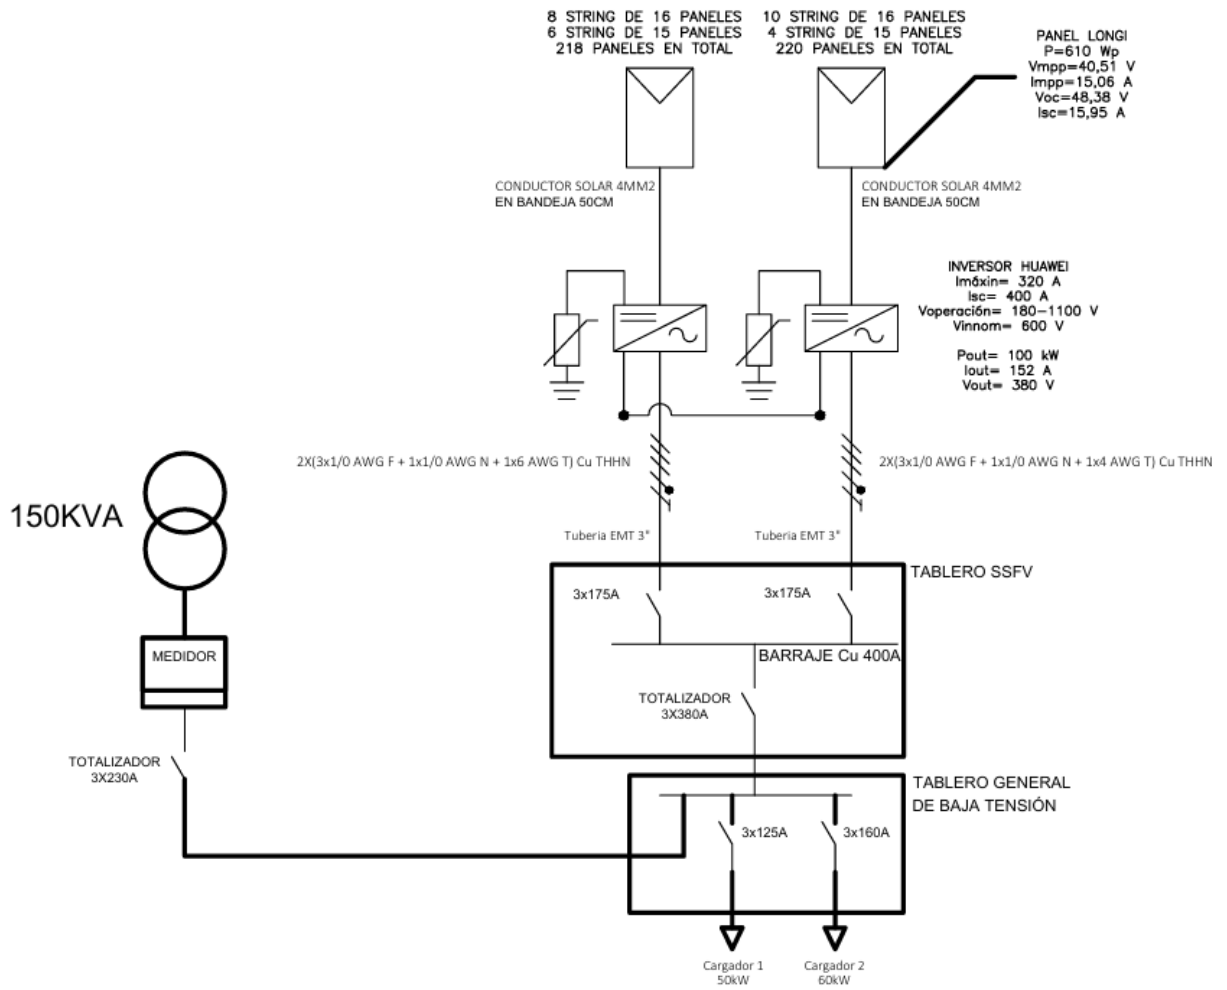 8 STRING DE 16 PANELES
6 STRING DE 15 PANELES
218 PANELES EN TOTAL
10 STRING DE 16 PANELES
4 STRING DE 15 PANELES
220 PANELES EN TOTAL
PANEL LONGI
P=610 Wp
Vmpp=40,51 V
Impp=15,06 A
Voc=48,38 V
Isc=15,95 A
CONDUCTOR SOLAR 4MM2
EN BANDEJA 50CM
CONDUCTOR SOLAR 4MM2
EN BANDEJA 50CM
INVERSOR HUAWEI
Imáxin= 320 A
Isc= 400 A
Voperación= 180-1100 V
Vinnom= 600 V
Pout= 100 kW
Iout= 152 A
Vout= 380 V
2X(3x1/0 AWG F + 1x1/0 AWG N + 1x6 AWG T) Cu THHN
2X(3x1/0 AWG F + 1x1/0 AWG N + 1x4 AWG T) Cu THHN
150KVA
Tuberia EMT 3"
Tuberia EMT 3"
TABLERO SSFV
3x175A
3x175A
MEDIDOR
BARRAJE Cu 400A
TOTALIZADOR
3X380A
TOTALIZADOR
3X230A
TABLERO GENERAL
DE BAJA TENSIÓN
3x125A
3x160A
Cargador 1
50kW
Cargador 2
60kW